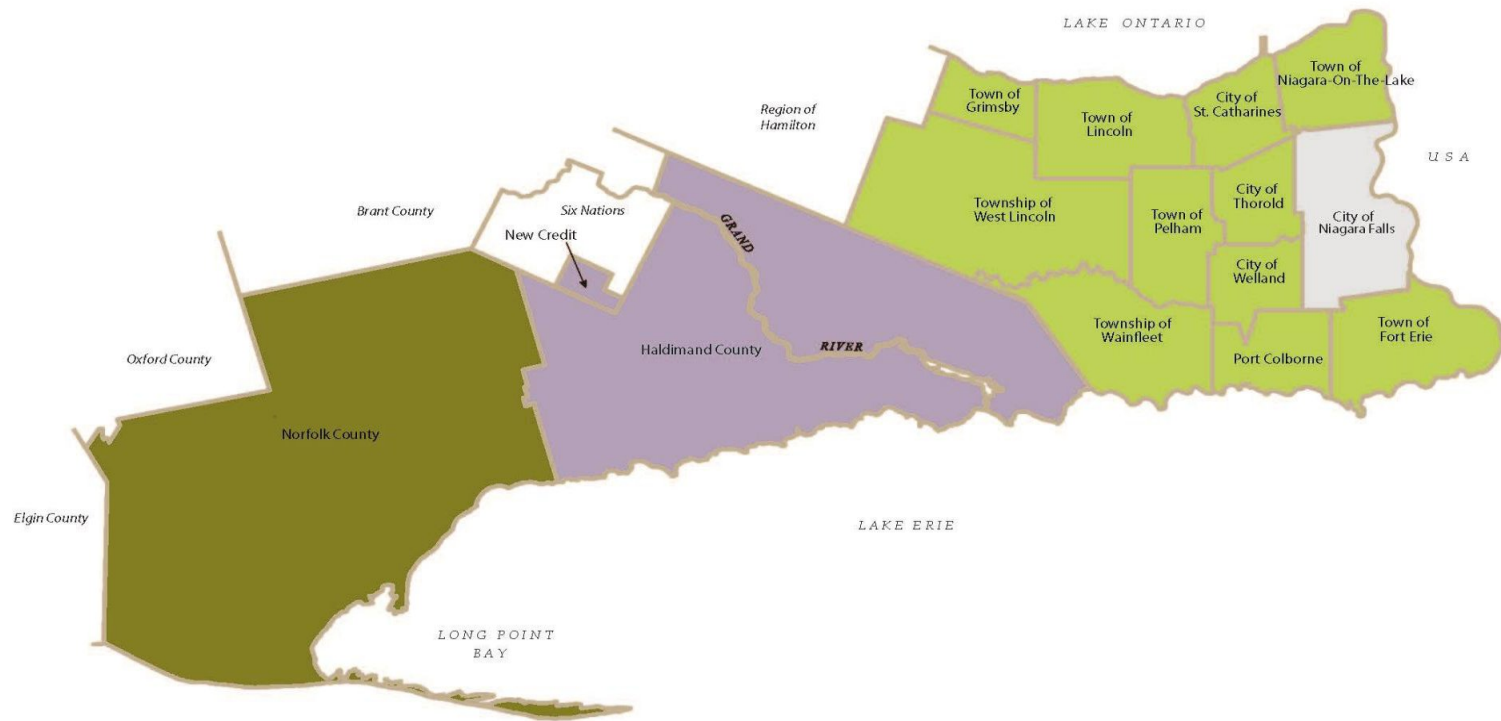 LAKE ONTARIO
Town of
Niagara-On-The-Lake
Town of
Grimsby
City of
St. Catharines
Region of
Hamilton
Town of
Lincoln
USA
Brant County
Six Nations
Township of
West Lincoln
Town of
Pelham
City of
Thorold
City of
Niagara Falls
New Credit
GRAND
City of
Welland
Oxford County
Haldimand County
RIVER
Township of
Wainfleet
Port Colborne
Town of
Fort Erie
Norfolk County
Elgin County
LAKE ERIE
LONG POINT
BAY